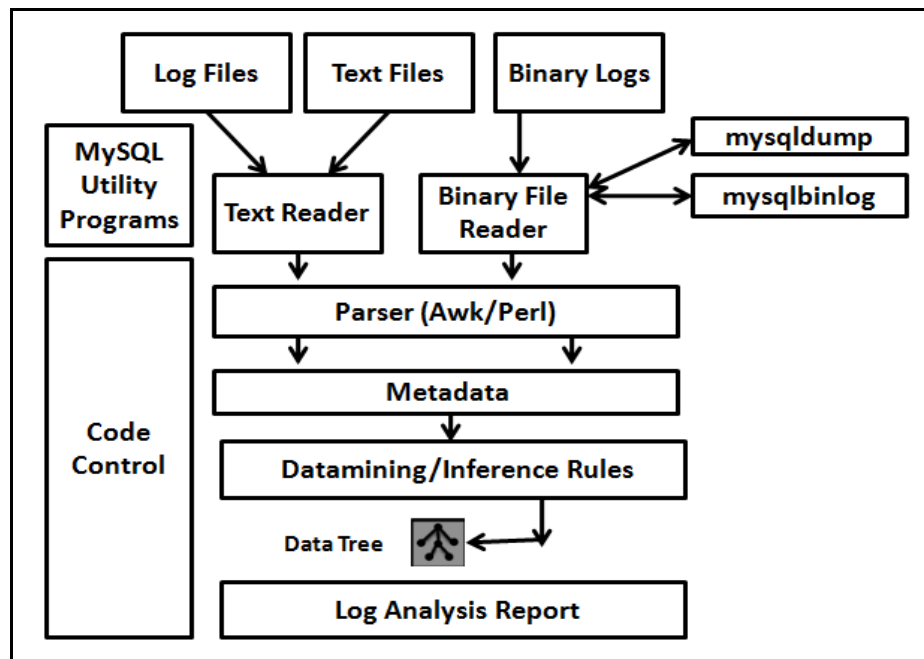 Log Files
Text Files
Binary Logs
MySQL
Utility
Programs
mysqldump
mysqlbinlog
Text Reader
Binary File
Reader
Parser (Awk/Perl)
Metadata
Code
Control
Datamining/Inference Rules
Data Tree
Log Analysis Report